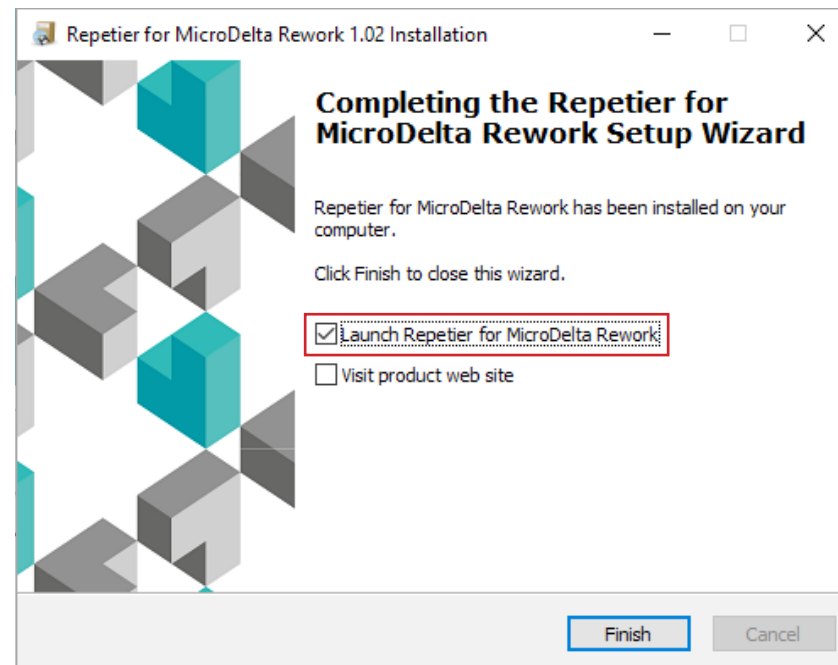 Repetier for MicroDelta Rework 1.02 Installation
Completing the Repetier for
MicroDelta Rework Setup Wizard
Repetier for MicroDelta Rework has been installed on your
computer.
Click Finish to close this wizard.
Launch Repetier for MicroDelta Rework
Visit product web site
Finish
Cancel